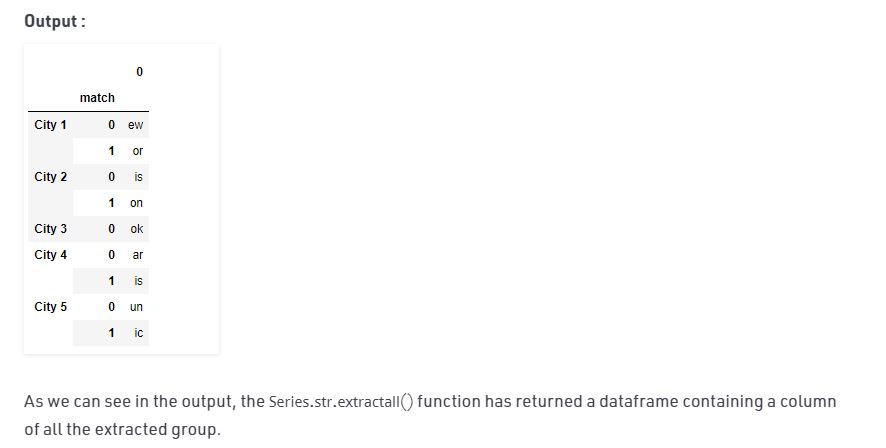 Output :
0
match
City 1 0 ew
1 or
City 2 0 is
1 on
City 3 0 ok
City 4 0 ar
1 is
City 5 0 un
1 ic
As we can see in the output, the Series.str.extractall() function has returned a dataframe containing a column
of all the extracted group.